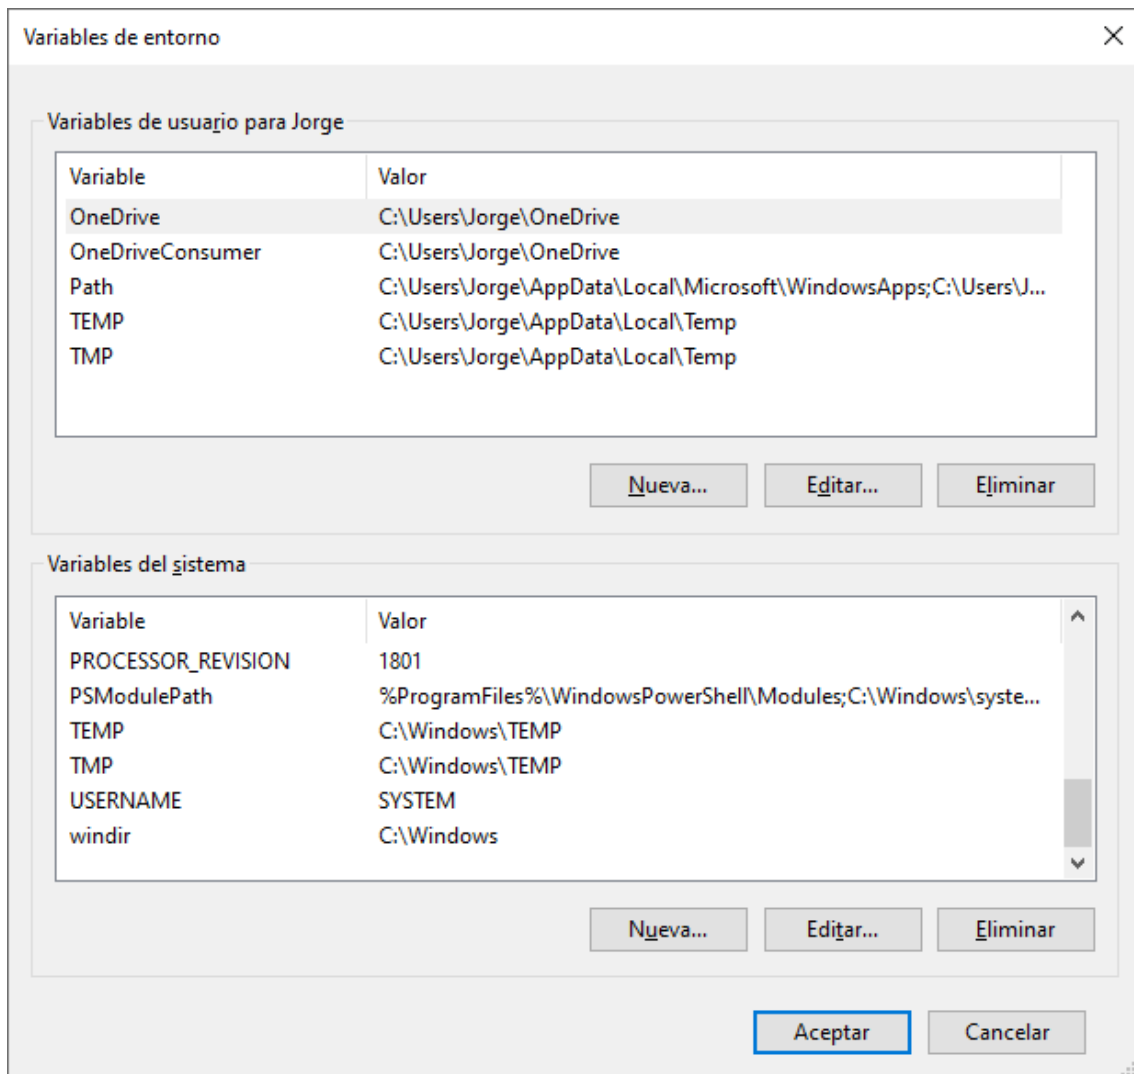 Variables de entorno
Variables de usuario para Jorge
Variable Valor
OneDrive C:\Users\Jorge\OneDrive
OneDriveConsumer C:\Users\Jorge\OneDrive
Path C:\Users\Jorge\AppData\Local\Microsoft\WindowsApps;C:\Users\J...
TEMP C:\Users\Jorge\AppData\Local\Temp
TMP C:\Users\Jorge\AppData\Local\Temp
Nueva... Editar... Eliminar
Variables del sistema
Variable Valor
PROCESSOR_REVISION 1801
PSModulePath %ProgramFiles%\WindowsPowerShell\Modules;C:\Windows\syste...
TEMP C:\Windows\TEMP
TMP C:\Windows\TEMP
USERNAME SYSTEM
windir C:\Windows
Nueva... Editar... Eliminar
Aceptar Cancelar